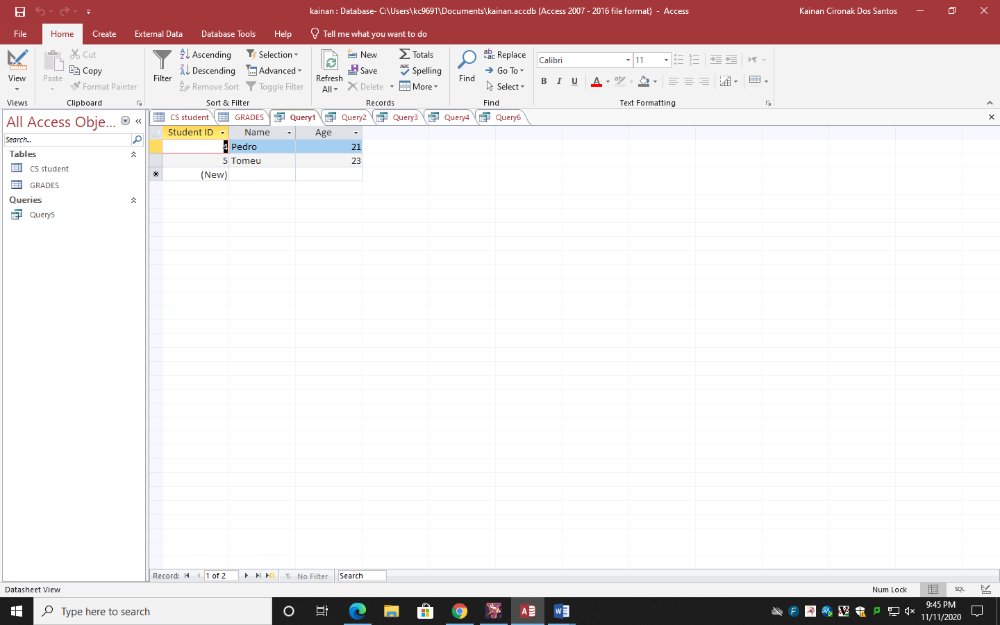 kainan : Database- C:\Users\kc9691\Documents\kainan.accdb (Access 2007 - 2016 file format) - Access
Kainan Cironak Dos Santos
File Home Create External Data Database Tools Help Tell me what you want to do
View
Views
Paste
Cut
Copy
Format Painter
Clipboard
Filter
Ascending
Descending
Remove Sort
Selection
Advanced
Toggle Filter
Sort & Filter
Refresh
All
New
Save
Delete
Totals
Spelling
More
Records
Find
Replace
Go To
Select
Find
Calibri 11
B I U
Text Formatting
All Access Obje...
Search...
Tables
CS student
GRADES
Queries
Query5
CS student GRADES Query1 Query2 Query3 Query4 Query6
Student ID Name Age
4 Pedro 21
5 Tomeu 23
(New)
Record: 1 of 2 No Filter Search
Datasheet View
Num Lock
SQL
Type here to search
9:45 PM
11/11/2020